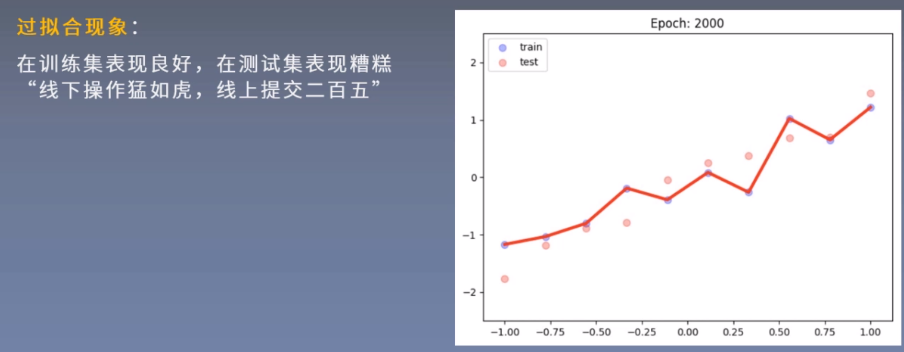 过拟合现象：
在训练集表现良好，在测试集表现糟糕
“线下操作猛如虎，线上提交二百五”
Epoch: 2000
train
test
2
1
0
−1
−2
−1.00 −0.75 −0.50 −0.25 0.00 0.25 0.50 0.75 1.00